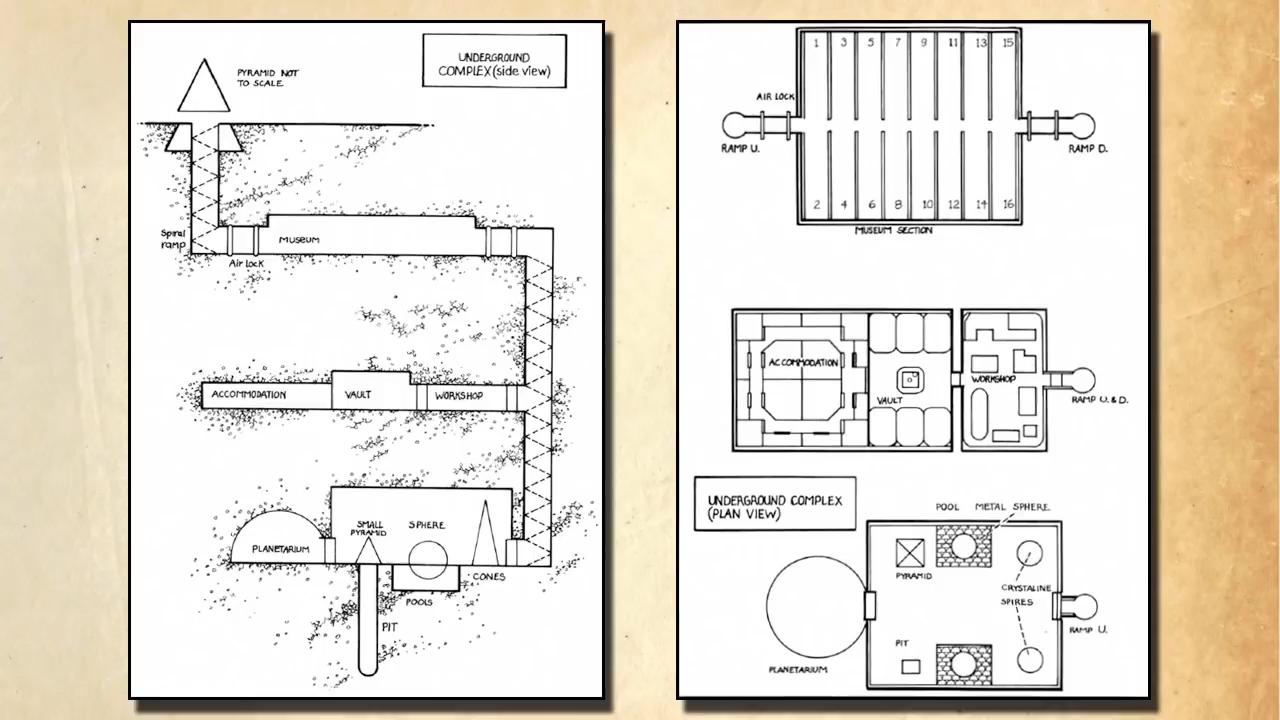 UNDERGROUND
COMPLEX (side view)
PYRAMID NOT
TO SCALE
Spiral
ramp
MUSEUM
Air lock
ACCOMMODATION
VAULT
WORKSHOP
PLANETARIUM
SMALL
PYRAMID
SPHERE
CONES
POOLS
PIT
1 3 5 7 9 11 13 15
AIR LOCK
RAMP U.
RAMP D.
2 4 6 8 10 12 14 16
MUSEUM SECTION
ACCOMMODATION
VAULT
WORKSHOP
RAMP U. & D.
UNDERGROUND COMPLEX
(PLAN VIEW)
POOL METAL SPHERE
PYRAMID
CRYSTALINE
SPIRES
RAMP U.
PIT
PLANETARIUM